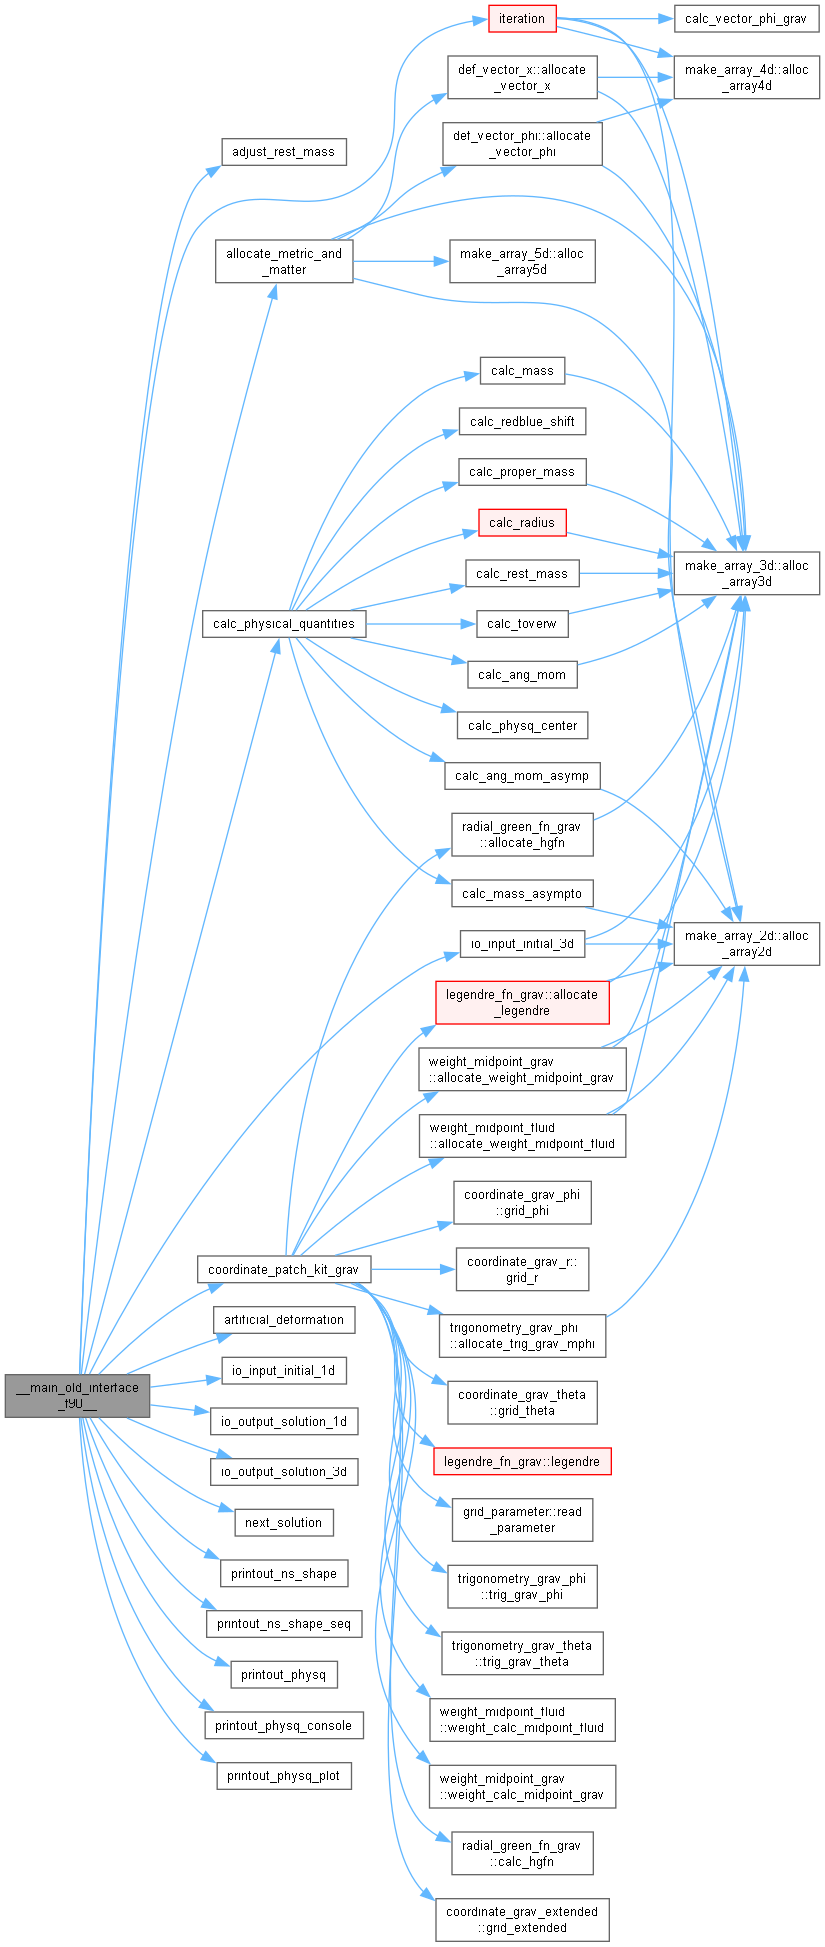 iteration
calc_vector_phi_grav
def_vector_x::allocate
_vector_x
make_array_4d::alloc
_array4d
def_vector_phi::allocate
_vector_phi
adjust_rest_mass
allocate_metric_and
_matter
make_array_5d::alloc
_array5d
calc_mass
calc_redblue_shift
calc_proper_mass
calc_radius
calc_rest_mass
make_array_3d::alloc
_array3d
calc_physical_quantities
calc_toverw
calc_ang_mom
calc_physq_center
calc_ang_mom_asymp
radial_green_fn_grav
::allocate_hgfn
calc_mass_asympto
io_input_initial_3d
make_array_2d::alloc
_array2d
legendre_fn_grav::allocate
_legendre
weight_midpoint_grav
::allocate_weight_midpoint_grav
weight_midpoint_fluid
::allocate_weight_midpoint_fluid
coordinate_grav_phi
::grid_phi
coordinate_patch_kit_grav
coordinate_grav_r::
grid_r
artificial_deformation
trigonometry_grav_phi
::allocate_trig_grav_mphi
io_input_initial_1d
__main_old_interface
_f90__
coordinate_grav_theta
::grid_theta
io_output_solution_1d
legendre_fn_grav::legendre
io_output_solution_3d
next_solution
grid_parameter::read
_parameter
printout_ns_shape
trigonometry_grav_phi
::trig_grav_phi
printout_ns_shape_seq
trigonometry_grav_theta
::trig_grav_theta
printout_physq
printout_physq_console
weight_midpoint_fluid
::weight_calc_midpoint_fluid
printout_physq_plot
weight_midpoint_grav
::weight_calc_midpoint_grav
radial_green_fn_grav
::calc_hgfn
coordinate_grav_extended
::grid_extended